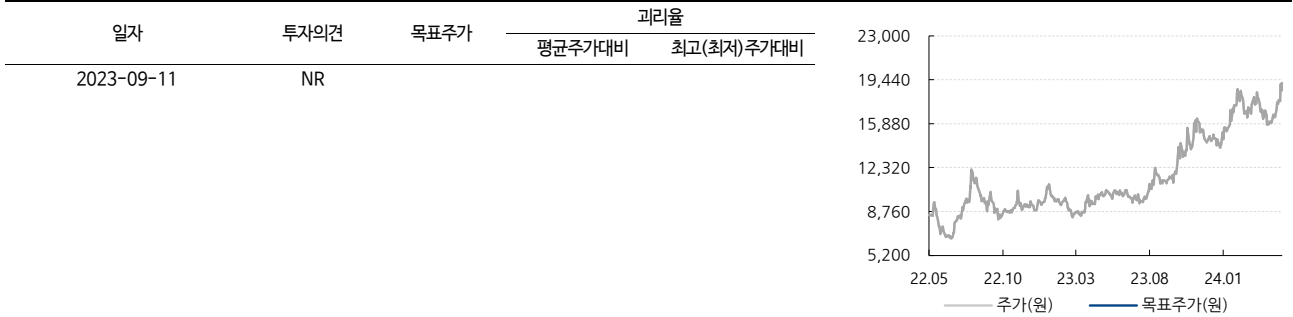 일자 투자의견 목표주가 괴리율
평균주가대비 최고(최저)주가대비
2023-09-11 NR
23,000
19,440
15,880
12,320
8,760
5,200
22.05 22.10 23.03 23.08 24.01
주가(원) 목표주가(원)